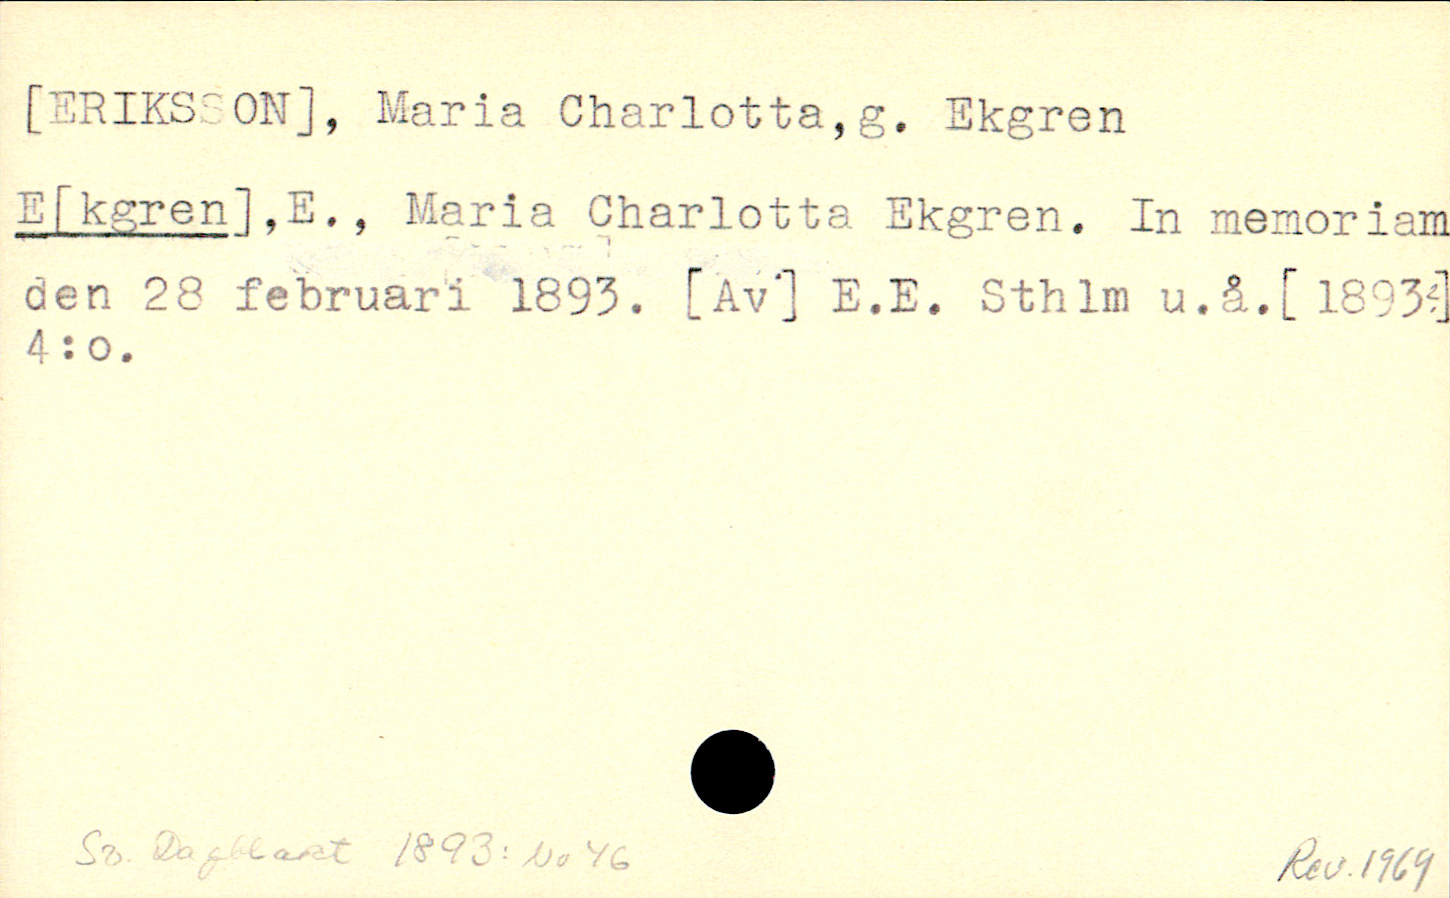 [ERIKSSON], Maria Charlotta,g. Ekgren
E[kgren],E., Maria Charlotta Ekgren. In memoriam
den 28 februari 1893. [Av] E.E. Sthlm u.å.[1893]
4:o.
Sv. Dagbladet 1893: No 46
Rev. 1969